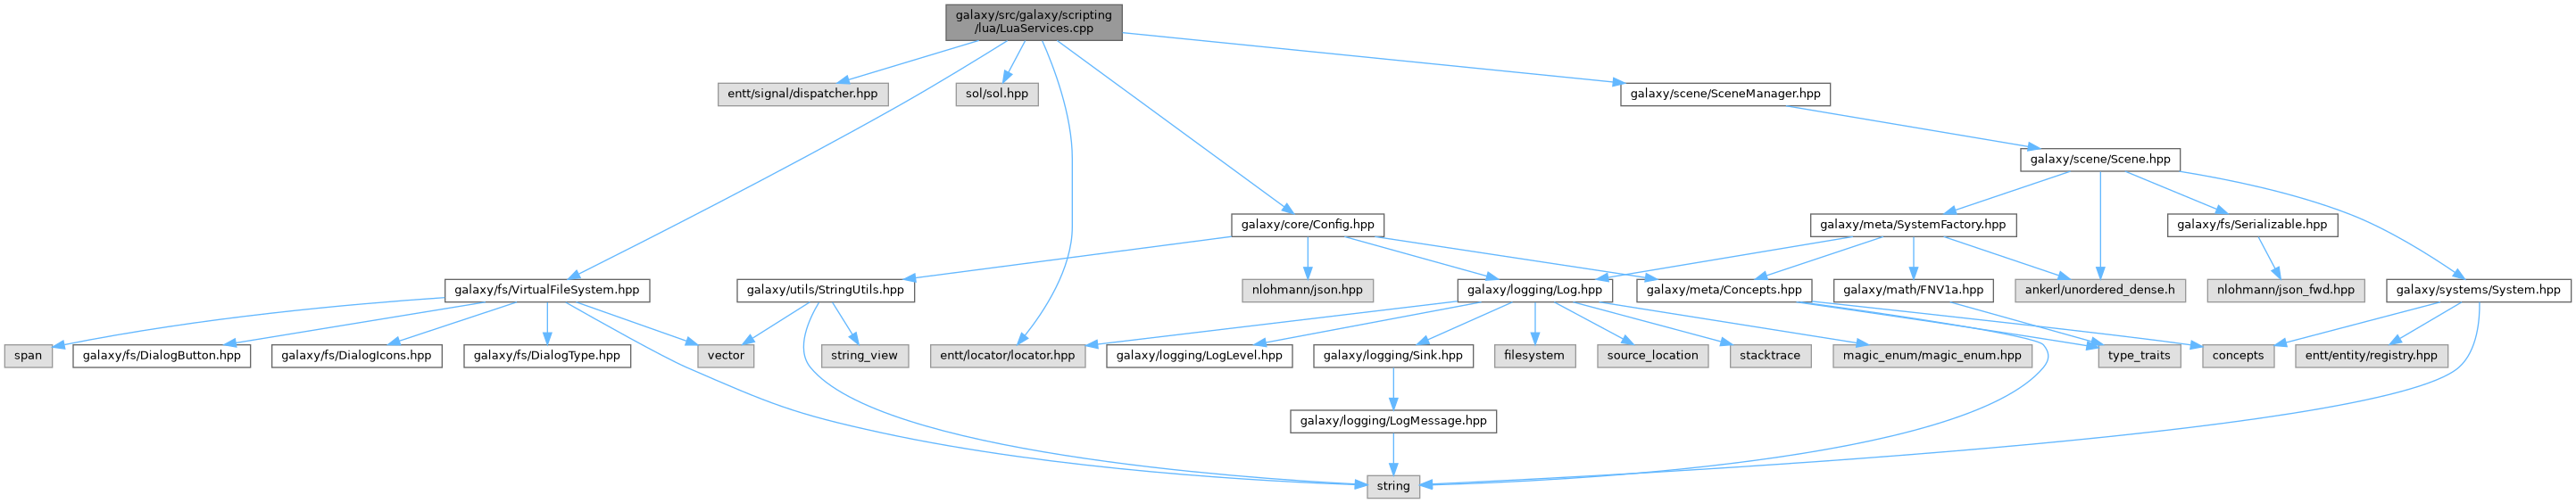 galaxy/src/galaxy/scripting
/lua/LuaServices.cpp
entt/signal/dispatcher.hpp
sol/sol.hpp
galaxy/scene/SceneManager.hpp
galaxy/scene/Scene.hpp
galaxy/core/Config.hpp
galaxy/meta/SystemFactory.hpp
galaxy/fs/Serializable.hpp
galaxy/fs/VirtualFileSystem.hpp
galaxy/utils/StringUtils.hpp
nlohmann/json.hpp
galaxy/logging/Log.hpp
galaxy/meta/Concepts.hpp
galaxy/math/FNV1a.hpp
ankerl/unordered_dense.h
nlohmann/json_fwd.hpp
galaxy/systems/System.hpp
span
galaxy/fs/DialogButton.hpp
galaxy/fs/DialogIcons.hpp
galaxy/fs/DialogType.hpp
vector
string_view
entt/locator/locator.hpp
galaxy/logging/LogLevel.hpp
galaxy/logging/Sink.hpp
filesystem
source_location
stacktrace
magic_enum/magic_enum.hpp
type_traits
concepts
entt/entity/registry.hpp
galaxy/logging/LogMessage.hpp
string